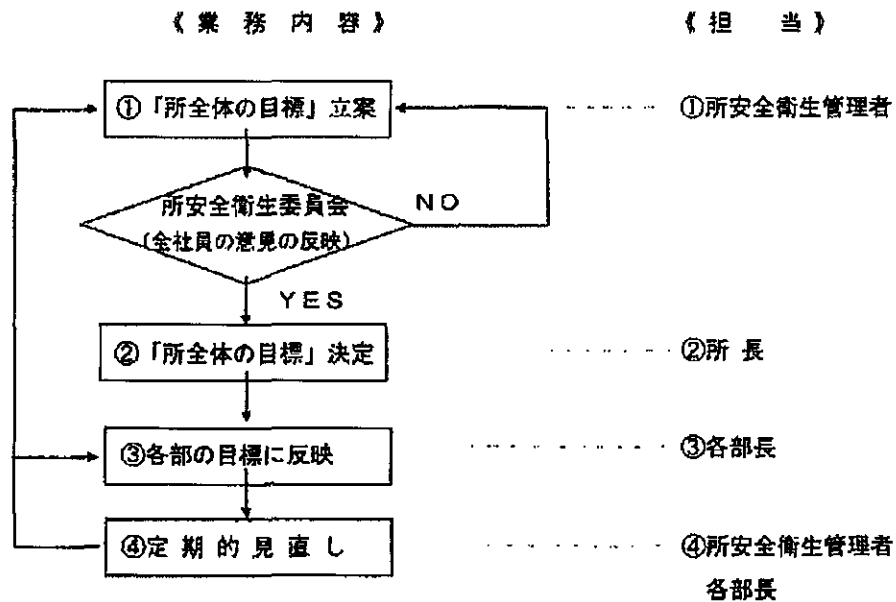 《 業 務 内 容 》 《 担 当 》
①「所全体の目標」立案 ①所安全衛生管理者
所安全衛生委員会 NO
(全社員の意見の反映)
YES
②「所全体の目標」決定 ②所 長
③各部の目標に反映 ③各部長
④定 期 的 見 直 し ④所安全衛生管理者
各部長